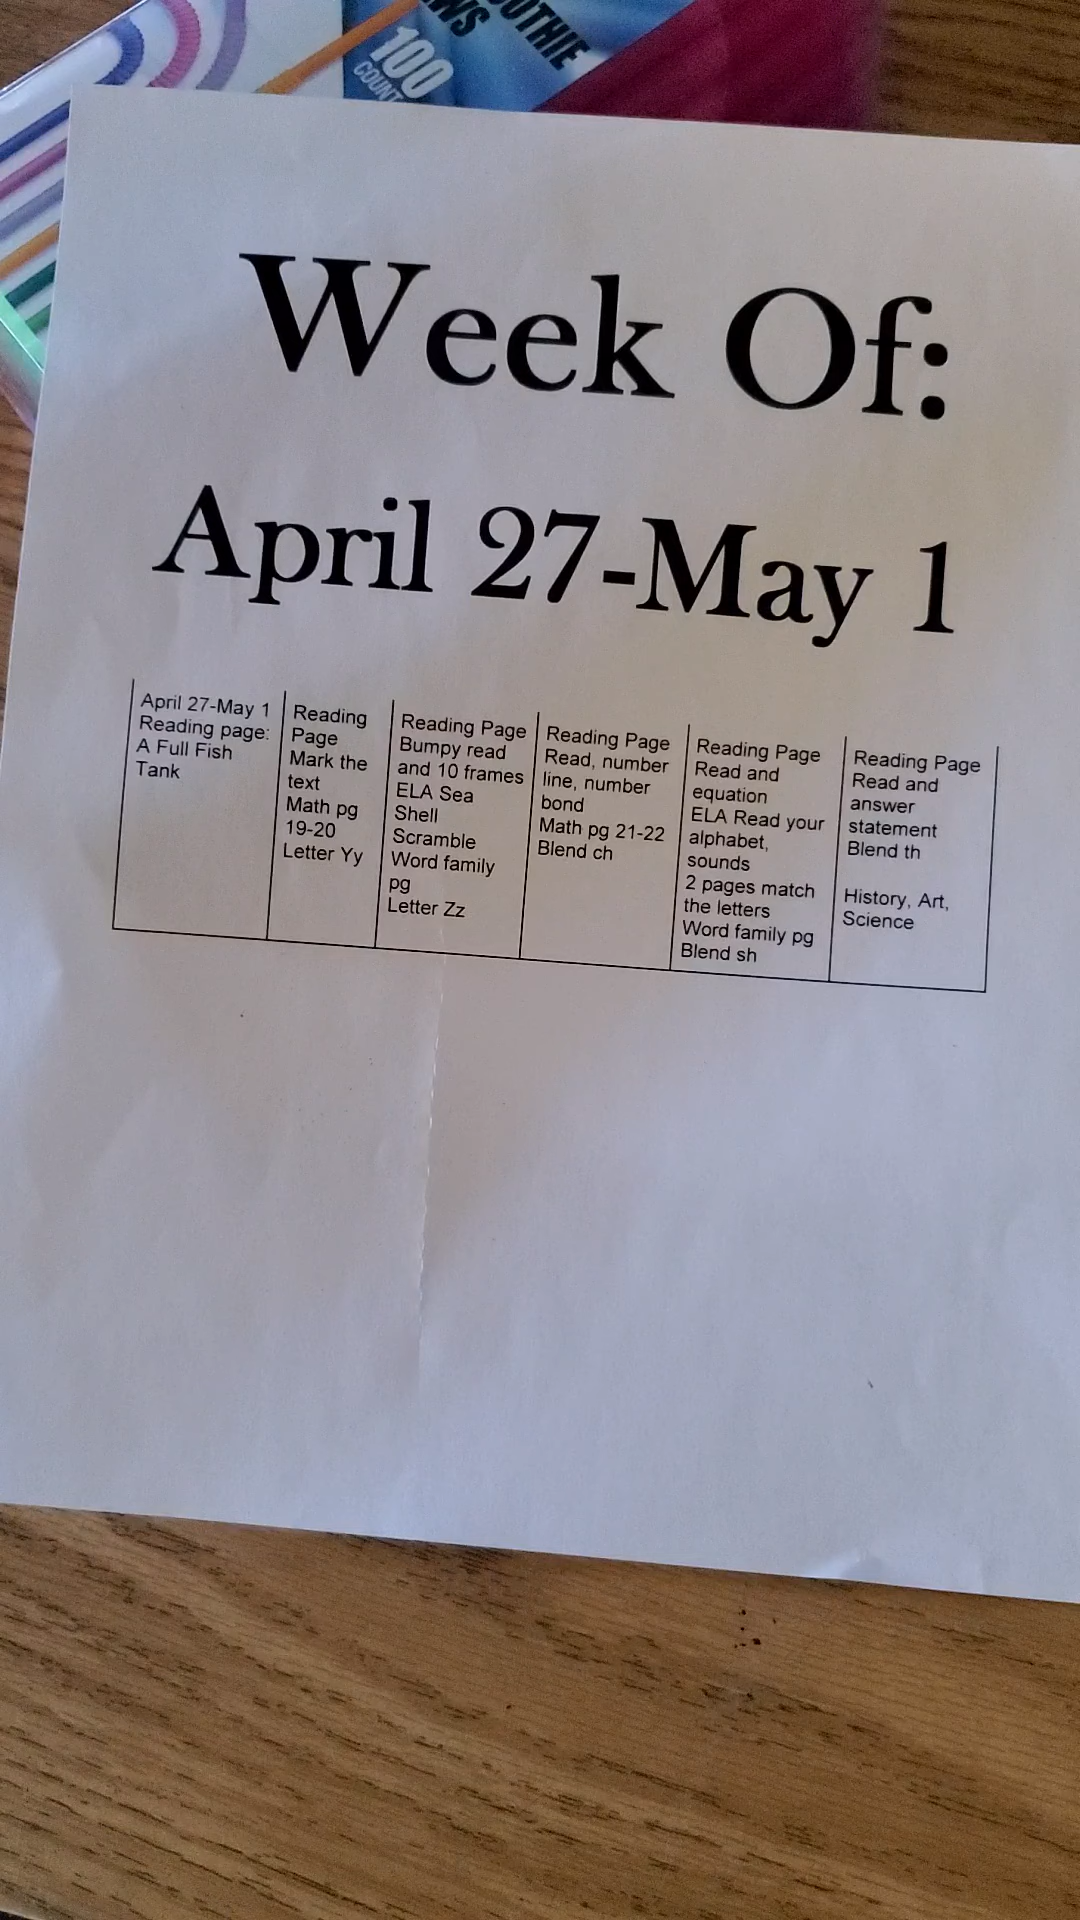 OOTHIE
WS
100
COUNT
Week Of:
April 27-May 1
April 27-May 1
Reading page:
A Full Fish
Tank
Reading
Page
Mark the
text
Math pg
19-20
Letter Yy
Reading Page
Bumpy read
and 10 frames
ELA Sea
Shell
Scramble
Word family
pg
Letter Zz
Reading Page
Read, number
line, number
bond
Math pg 21-22
Blend ch
Reading Page
Read and
equation
ELA Read your
alphabet,
sounds
2 pages match
the letters
Word family pg
Blend sh
Reading Page
Read and
answer
statement
Blend th
History, Art,
Science